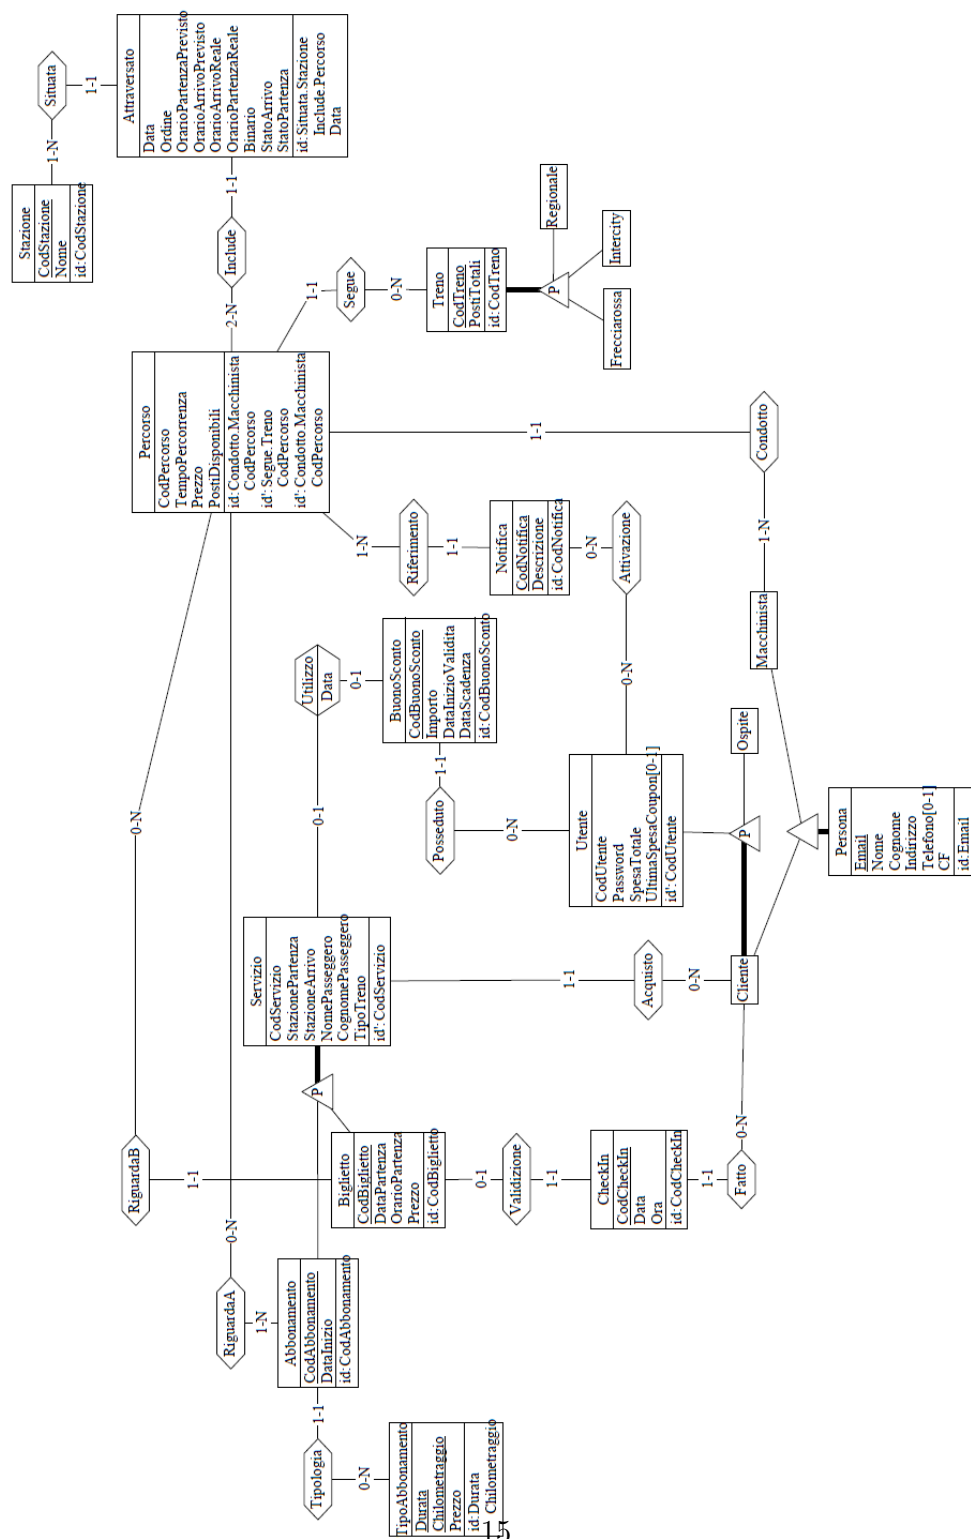 Stazione
CodStazione
Nome
id: CodStazione
1-N
Situata
1-1
Attraversato
Data
Ordine
OrarioPartenzaPrevisto
OrarioArrivoPrevisto
OrarioArrivoReale
OrarioPartenzaReale
Binario
StatoArrivo
StatoPartenza
id: Situata.Stazione
Include.Percorso
Data
1-1
Include
2-N
Percorso
CodPercorso
TempoPercorrenza
Prezzo
PostiDisponibili
id: Condotto.Macchinista
CodPercorso
id': Segue.Treno
CodPercorso
id': Condotto.Macchinista
CodPercorso
1-1
Segue
0-N
Treno
CodTreno
PostiTotali
id: CodTreno
P
Regionale
Intercity
Frecciarossa
1-1
Condotto
1-N
Macchinista
1-N
Riferimento
1-1
Notifica
CodNotifica
Descrizione
id: CodNotifica
0-N
Attivazione
0-N
Utilizzo
Data
0-1
BuonoSconto
CodBuonoSconto
Importo
DataInizioValidita
DataScadenza
id: CodBuonoSconto
1-1
Posseduto
0-N
Utente
CodUtente
Password
SpesaTotale
UltimaSpesaCoupon[0-1]
id': CodUtente
P
Ospite
Persona
Email
Nome
Cognome
Indirizzo
Telefono[0-1]
CF
id: Email
0-1
Servizio
CodServizio
StazionePartenza
StazioneArrivo
NomePasseggero
CognomePasseggero
TipoTreno
id': CodServizio
1-1
Acquisto
0-N
Cliente
P
0-N
RiguardaB
1-1
Biglietto
CodBiglietto
DataPartenza
OrarioPartenza
Prezzo
id: CodBiglietto
0-1
Validizione
1-1
CheckIn
CodCheckIn
Data
Ora
id: CodCheckIn
1-1
Fatto
0-N
0-N
RiguardaA
1-N
Abbonamento
CodAbbonamento
DataInizio
id: CodAbbonamento
1-1
Tipologia
0-N
TipoAbbonamento
Durata
Chilometraggio
Prezzo
id: Durata
Chilometraggio
15